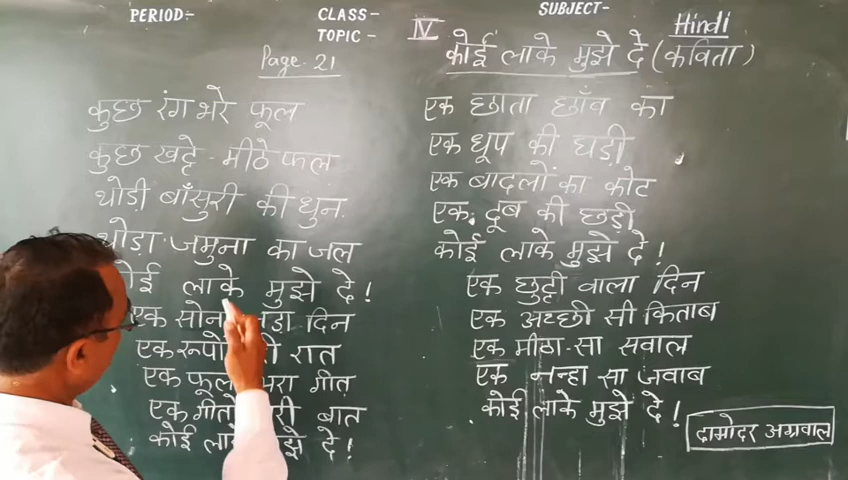 PERIOD:-
CLASS- IV
TOPIC -
SUBJECT- Hindi
कोई लाके मुझे दे (कविता)
Page. 21
कुछ रंग भरे फूल
कुछ खट्टे - मीठे फल
थोड़ी बाँसुरी की धुन
थोड़ा जमुना का जल
कोई लाके मुझे दे!
एक सोना दिन
एक रात
एक फूल भरा गीत
एक गीतों बात
कोई लाके मुझे दे!
एक छाता छाँव का
एक धूप की घड़ी
एक बादलों का कोट
एक दूब की छड़ी
कोई लाके मुझे दे!
एक छुट्टी वाला दिन
एक अच्छी सी किताब
एक मीठा-सा सवाल
एक नन्हा सा जवाब
कोई लाके मुझे दे!
दामोदर अग्रवाल